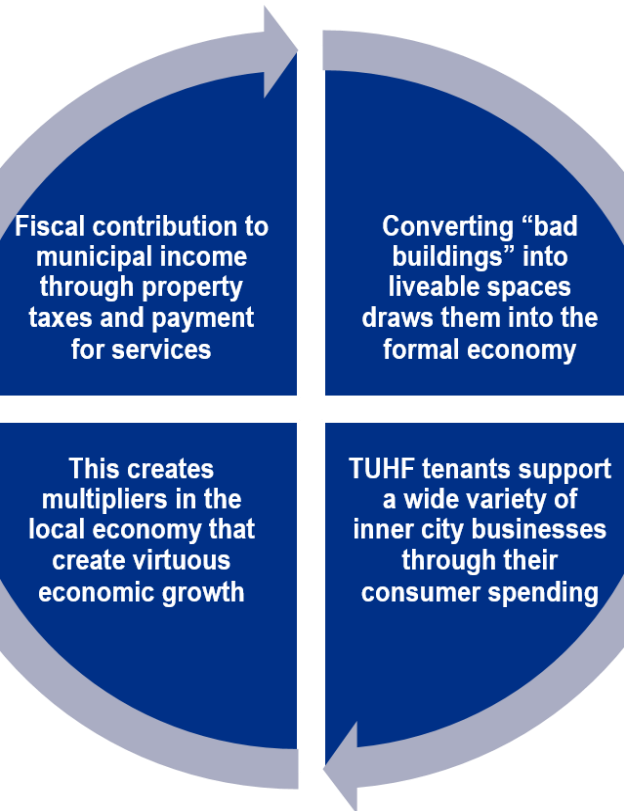 Fiscal contribution to
municipal income
through property
taxes and payment
for services
Converting “bad
buildings” into
liveable spaces
draws them into the
formal economy
This creates
multipliers in the
local economy that
create virtuous
economic growth
TUHF tenants support
a wide variety of
inner city businesses
through their
consumer spending